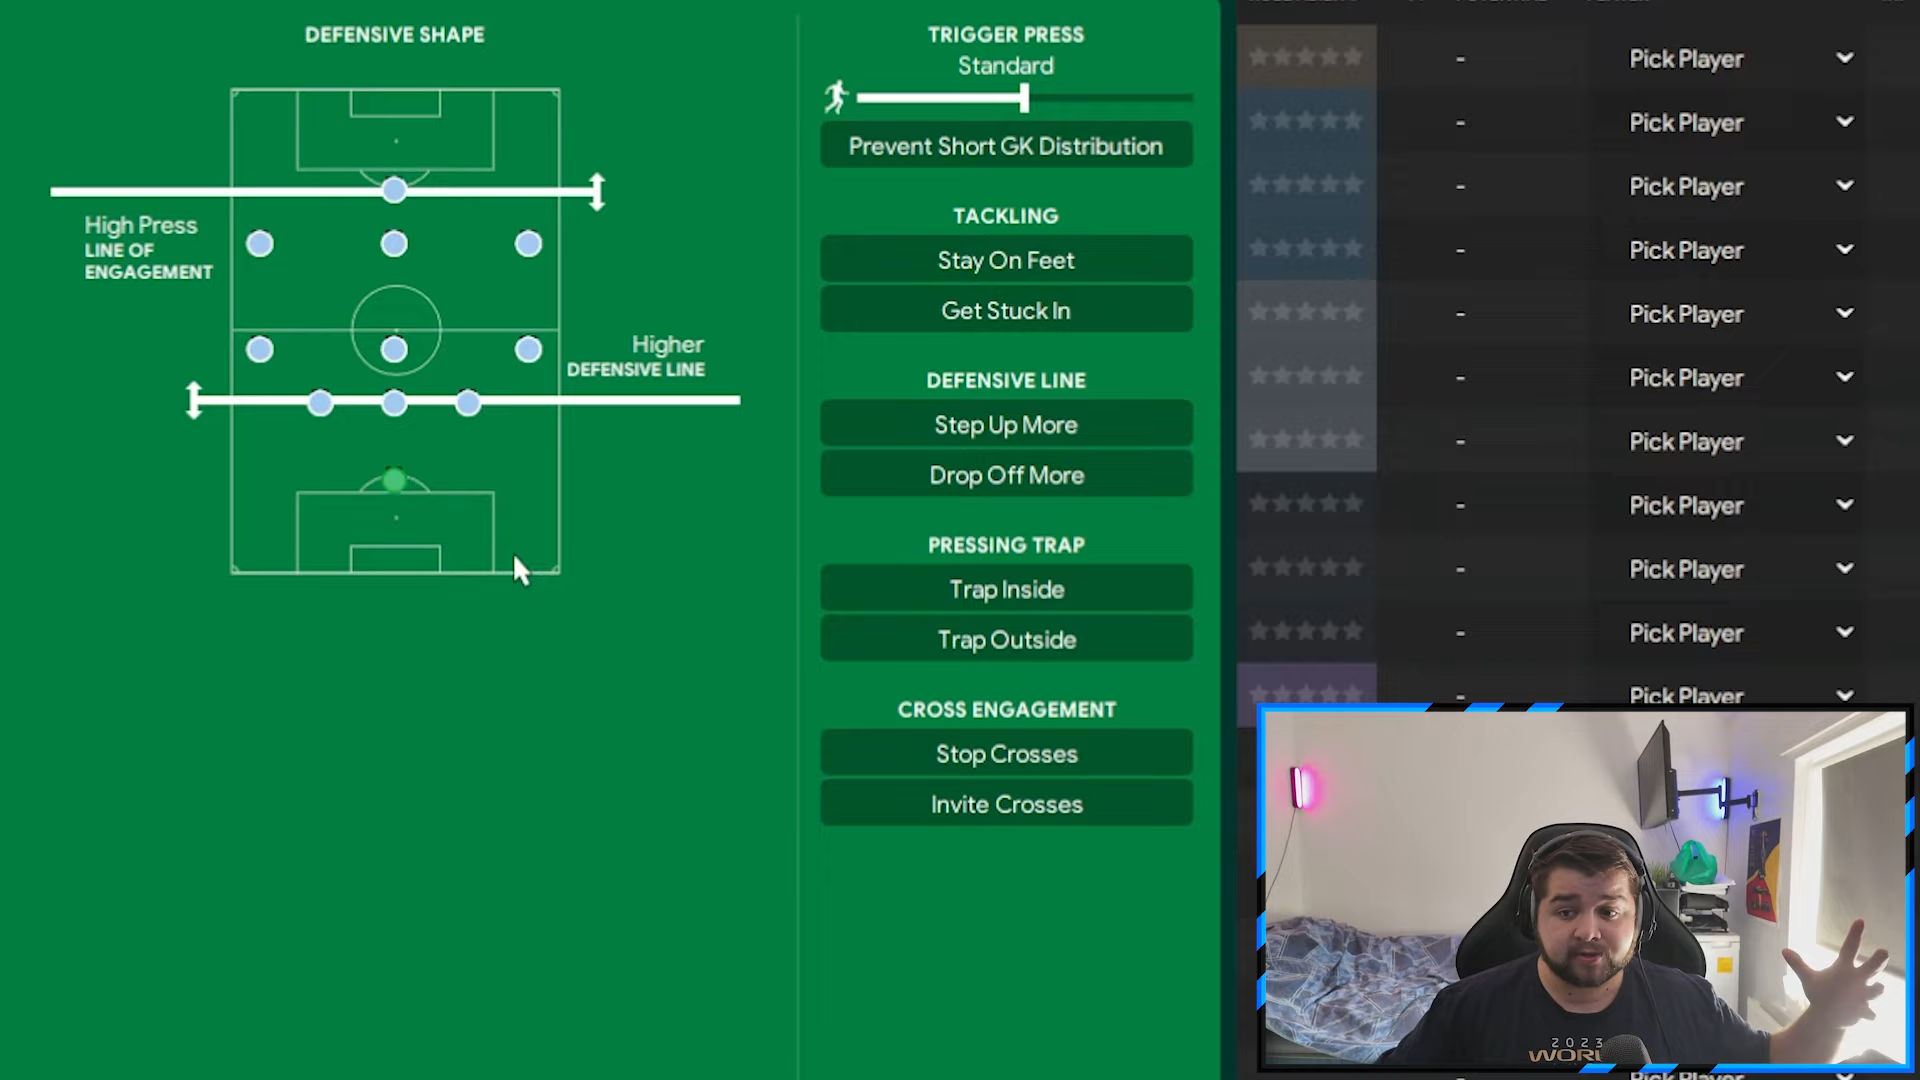 DEFENSIVE SHAPE
High Press
LINE OF
ENGAGEMENT
Higher
DEFENSIVE LINE
TRIGGER PRESS
Standard
Prevent Short GK Distribution
TACKLING
Stay On Feet
Get Stuck In
DEFENSIVE LINE
Step Up More
Drop Off More
PRESSING TRAP
Trap Inside
Trap Outside
CROSS ENGAGEMENT
Stop Crosses
Invite Crosses
- Pick Player
- Pick Player
- Pick Player
- Pick Player
- Pick Player
- Pick Player
- Pick Player
- Pick Player
- Pick Player
- Pick Player
- Pick Player
2023
Pick Player